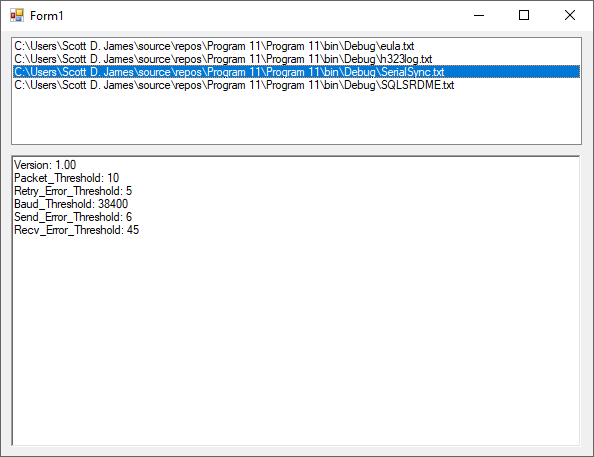 Form1
C:\Users\Scott D. James\source\repos\Program 11\Program 11\bin\Debug\eula.txt
C:\Users\Scott D. James\source\repos\Program 11\Program 11\bin\Debug\h323log.txt
C:\Users\Scott D. James\source\repos\Program 11\Program 11\bin\Debug\SerialSync.txt
C:\Users\Scott D. James\source\repos\Program 11\Program 11\bin\Debug\SQLSRDME.txt
Version: 1.00
Packet_Threshold: 10
Retry_Error_Threshold: 5
Baud_Threshold: 38400
Send_Error_Threshold: 6
Recv_Error_Threshold: 45